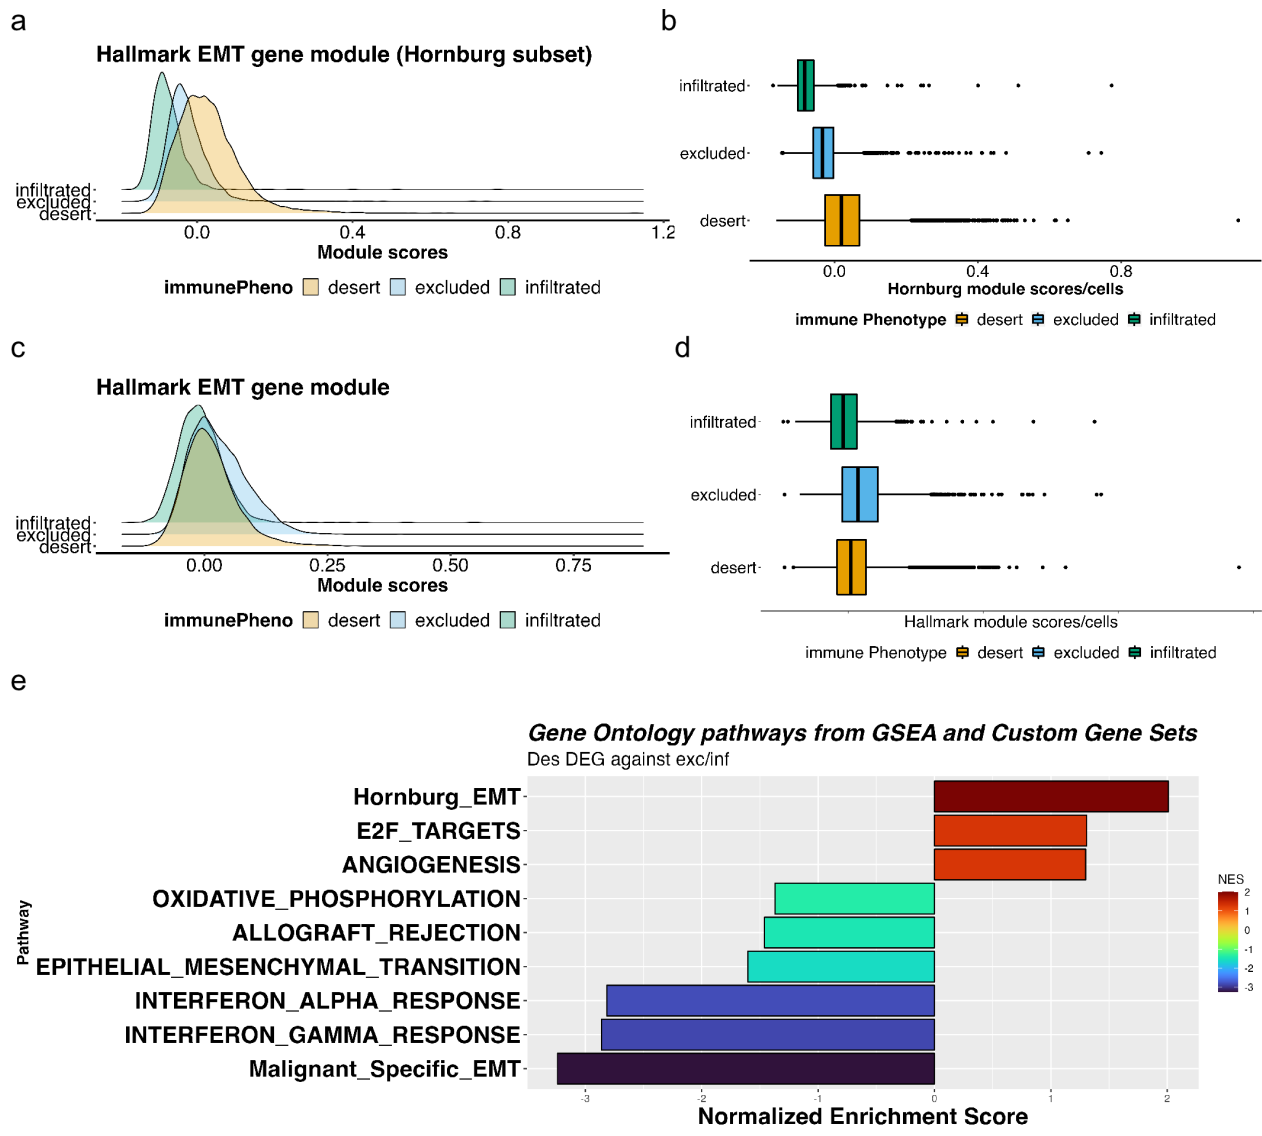 a
Hallmark EMT gene module (Hornburg subset)
infiltrated
excluded
desert
0.0 0.4 0.8 1.2
Module scores
immunePheno desert excluded infiltrated
b
infiltrated
excluded
desert
0.0 0.4 0.8
Hornburg module scores/cells
immune Phenotype desert excluded infiltrated
c
Hallmark EMT gene module
infiltrated
excluded
desert
0.00 0.25 0.50 0.75
Module scores
immunePheno desert excluded infiltrated
d
infiltrated
excluded
desert
Hallmark module scores/cells
immune Phenotype desert excluded infiltrated
e
Gene Ontology pathways from GSEA and Custom Gene Sets
Des DEG against exc/inf
Pathway
Hornburg_EMT
E2F_TARGETS
ANGIOGENESIS
OXIDATIVE_PHOSPHORYLATION
ALLOGRAFT_REJECTION
EPITHELIAL_MESENCHYMAL_TRANSITION
INTERFERON_ALPHA_RESPONSE
INTERFERON_GAMMA_RESPONSE
Malignant_Specific_EMT
-3 -2 -1 0 1 2
Normalized Enrichment Score
NES
2
1
0
-1
-2
-3